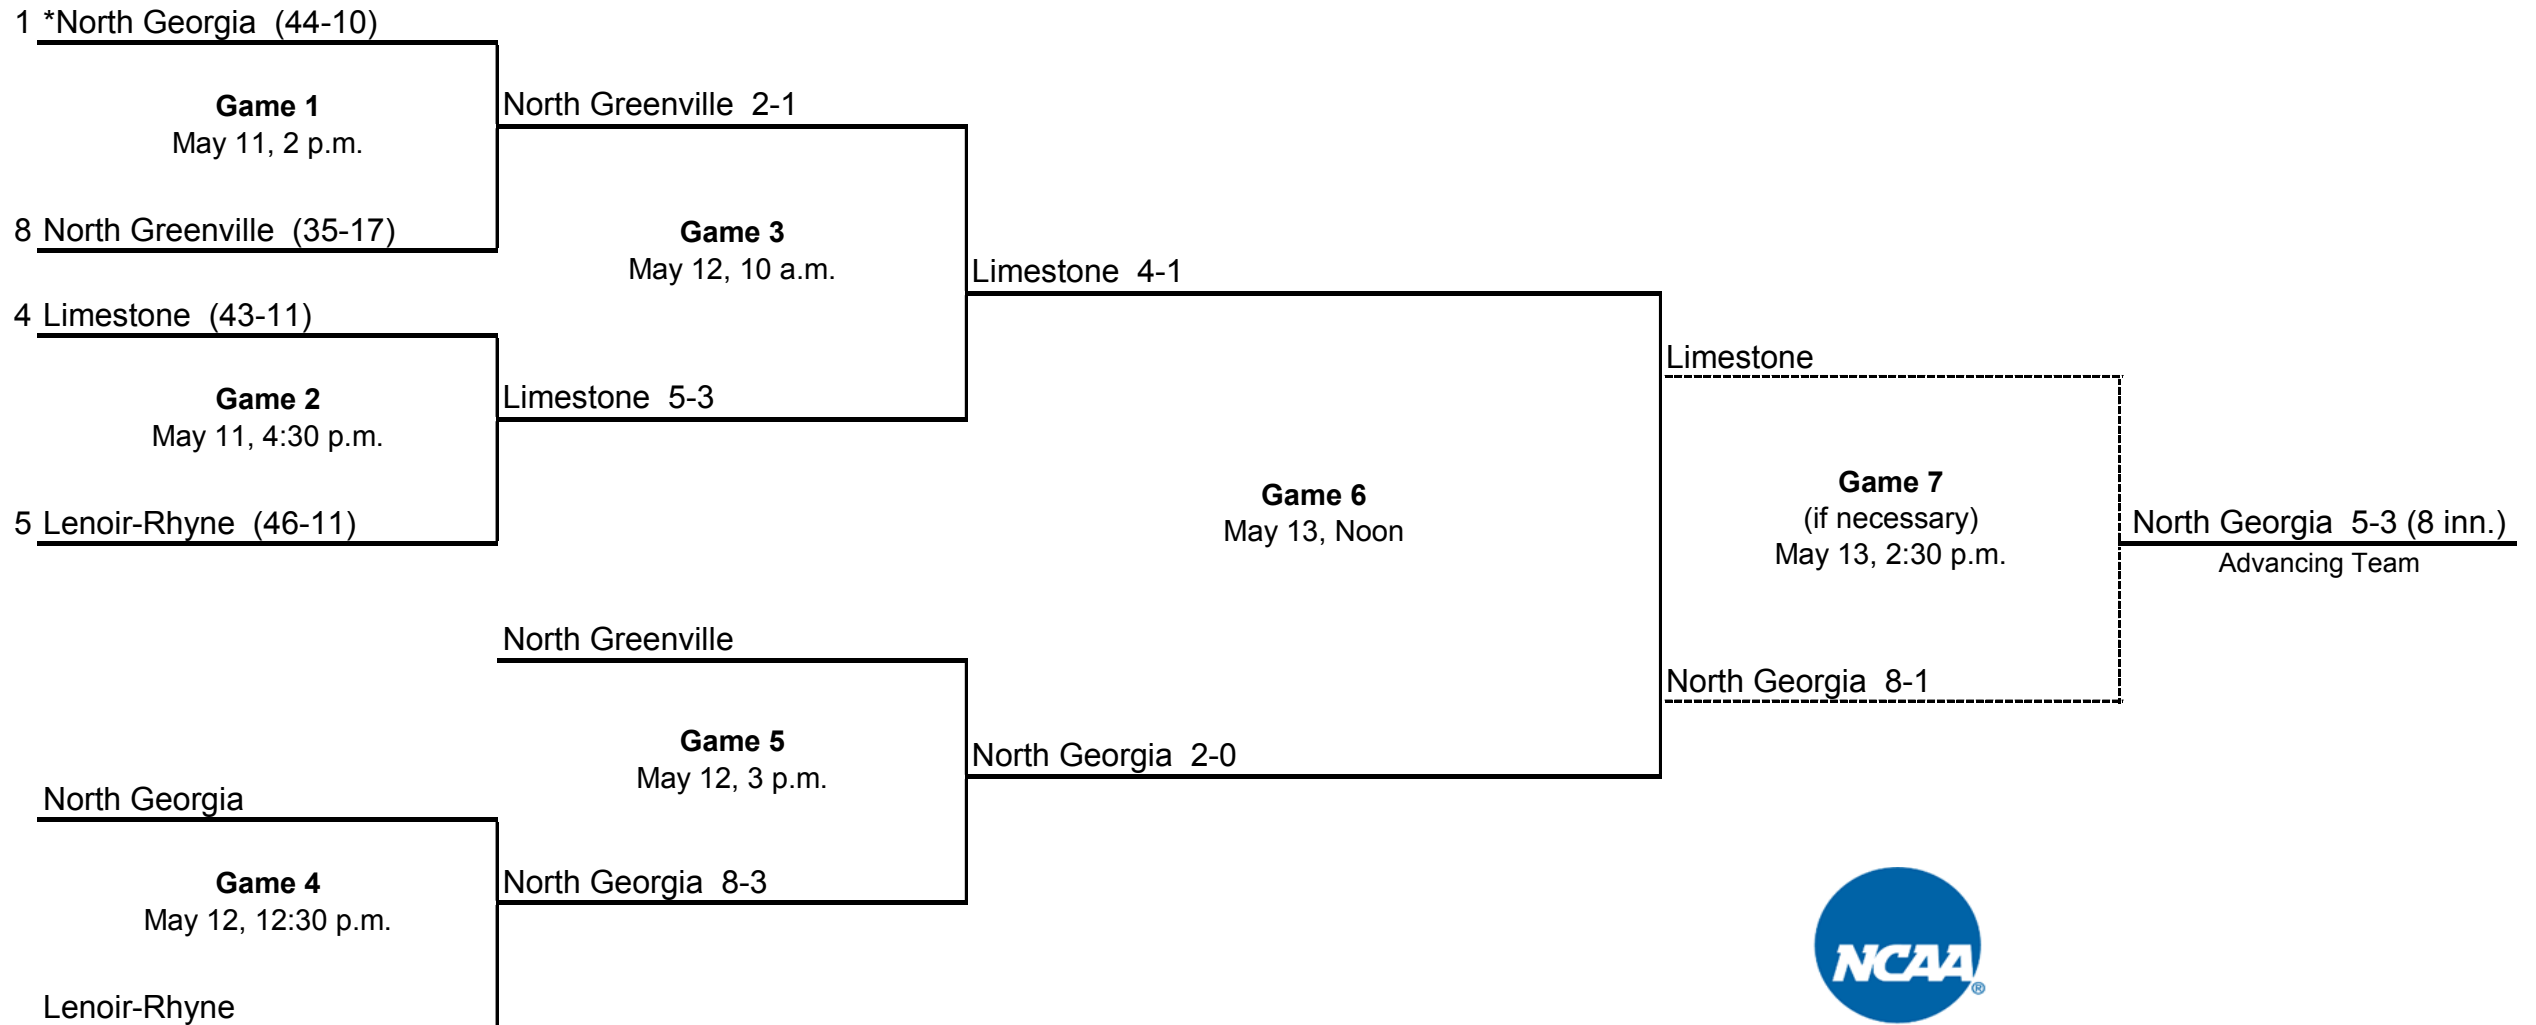 1 *North Georgia (44-10)
Game 1
May 11, 2 p.m.
North Greenville 2-1
8 North Greenville (35-17)
Game 3
May 12, 10 a.m.
Limestone 4-1
4 Limestone (43-11)
Game 2
May 11, 4:30 p.m.
Limestone 5-3
5 Lenoir-Rhyne (46-11)
Game 6
May 13, Noon
Limestone
Game 7
(if necessary)
May 13, 2:30 p.m.
North Georgia 5-3 (8 inn.)
Advancing Team
North Greenville
North Georgia 8-1
Game 5
May 12, 3 p.m.
North Georgia 2-0
North Georgia
Game 4
May 12, 12:30 p.m.
North Georgia 8-3
Lenoir-Rhyne
NCAA®